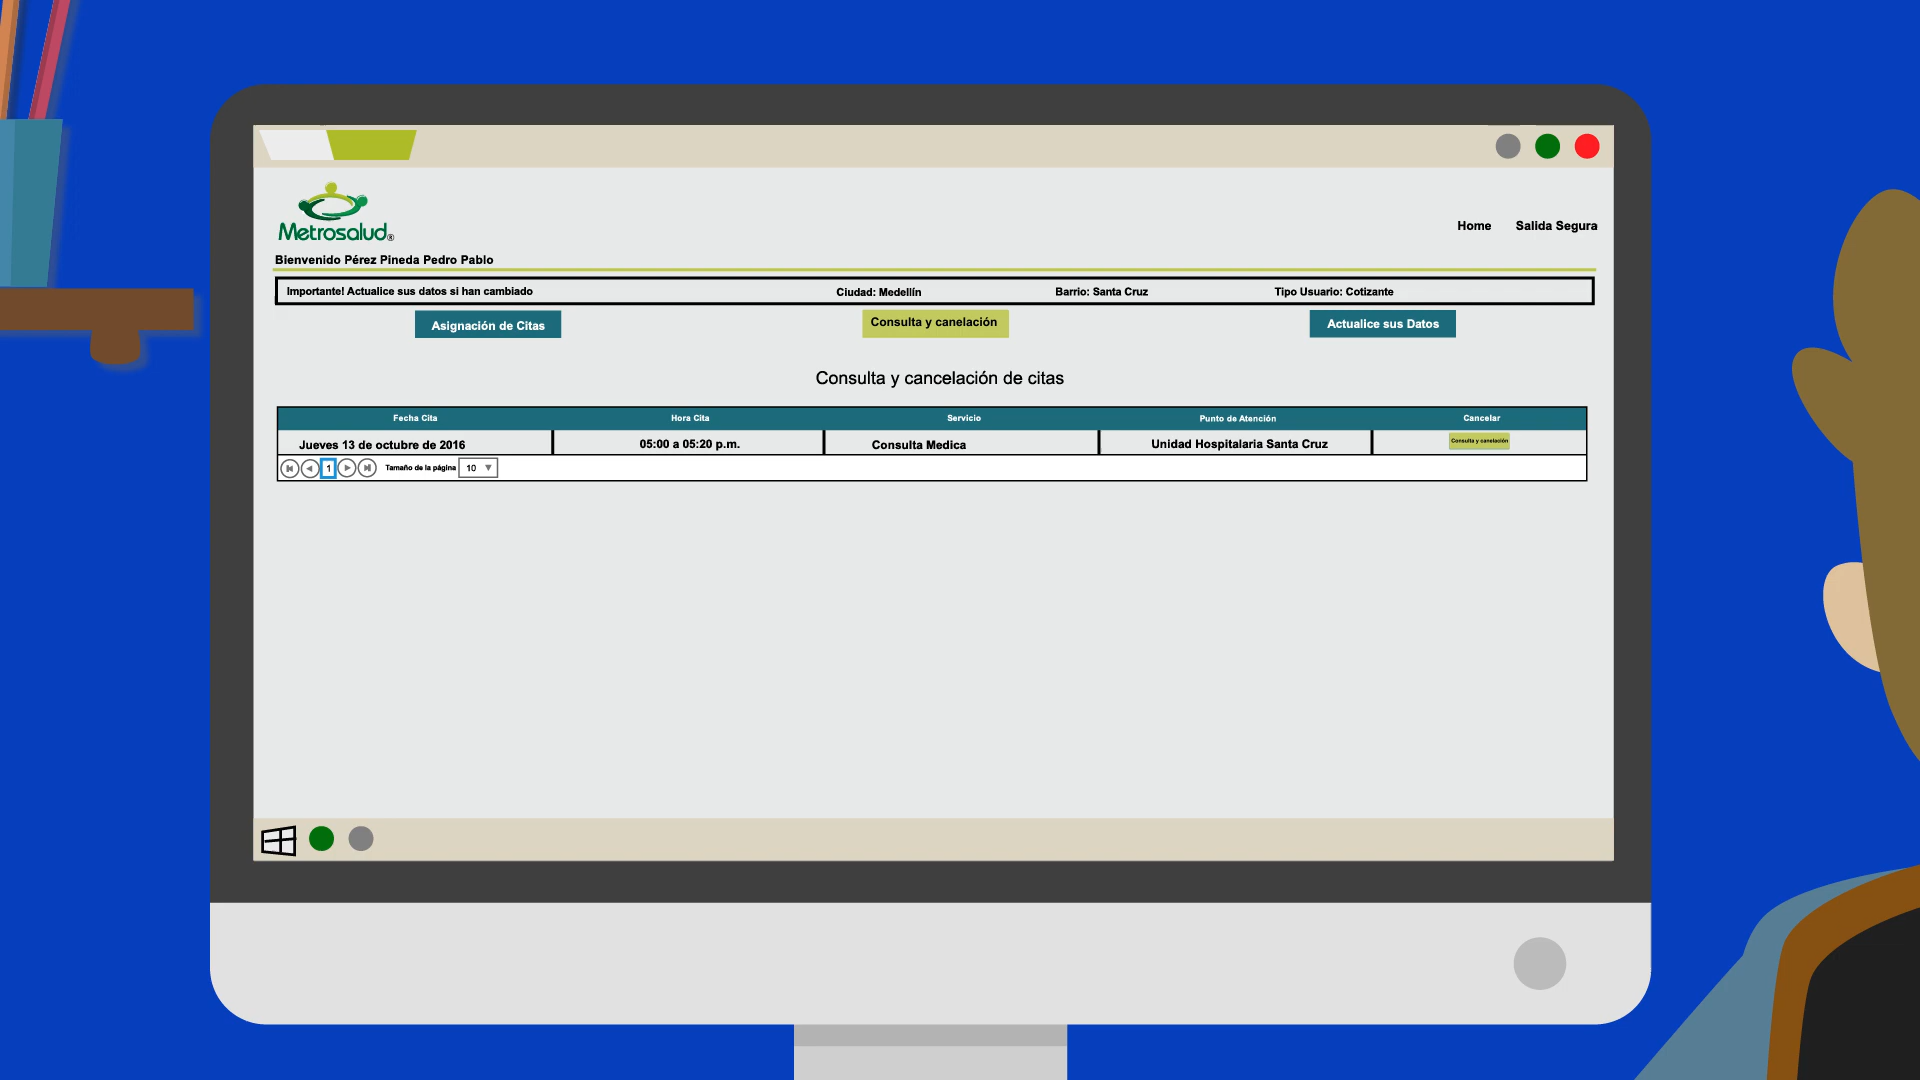 Metrosalud®
Home Salida Segura
Bienvenido Pérez Pineda Pedro Pablo
Importante! Actualice sus datos si han cambiado Ciudad: Medellín Barrio: Santa Cruz Tipo Usuario: Cotizante
Asignación de Citas Consulta y canelación Actualice sus Datos
Consulta y cancelación de citas
Fecha Cita Hora Cita Servicio Punto de Atención Cancelar
Jueves 13 de octubre de 2016 05:00 a 05:20 p.m. Consulta Medica Unidad Hospitalaria Santa Cruz Consulta y canelación
1 Tamaño de la página 10